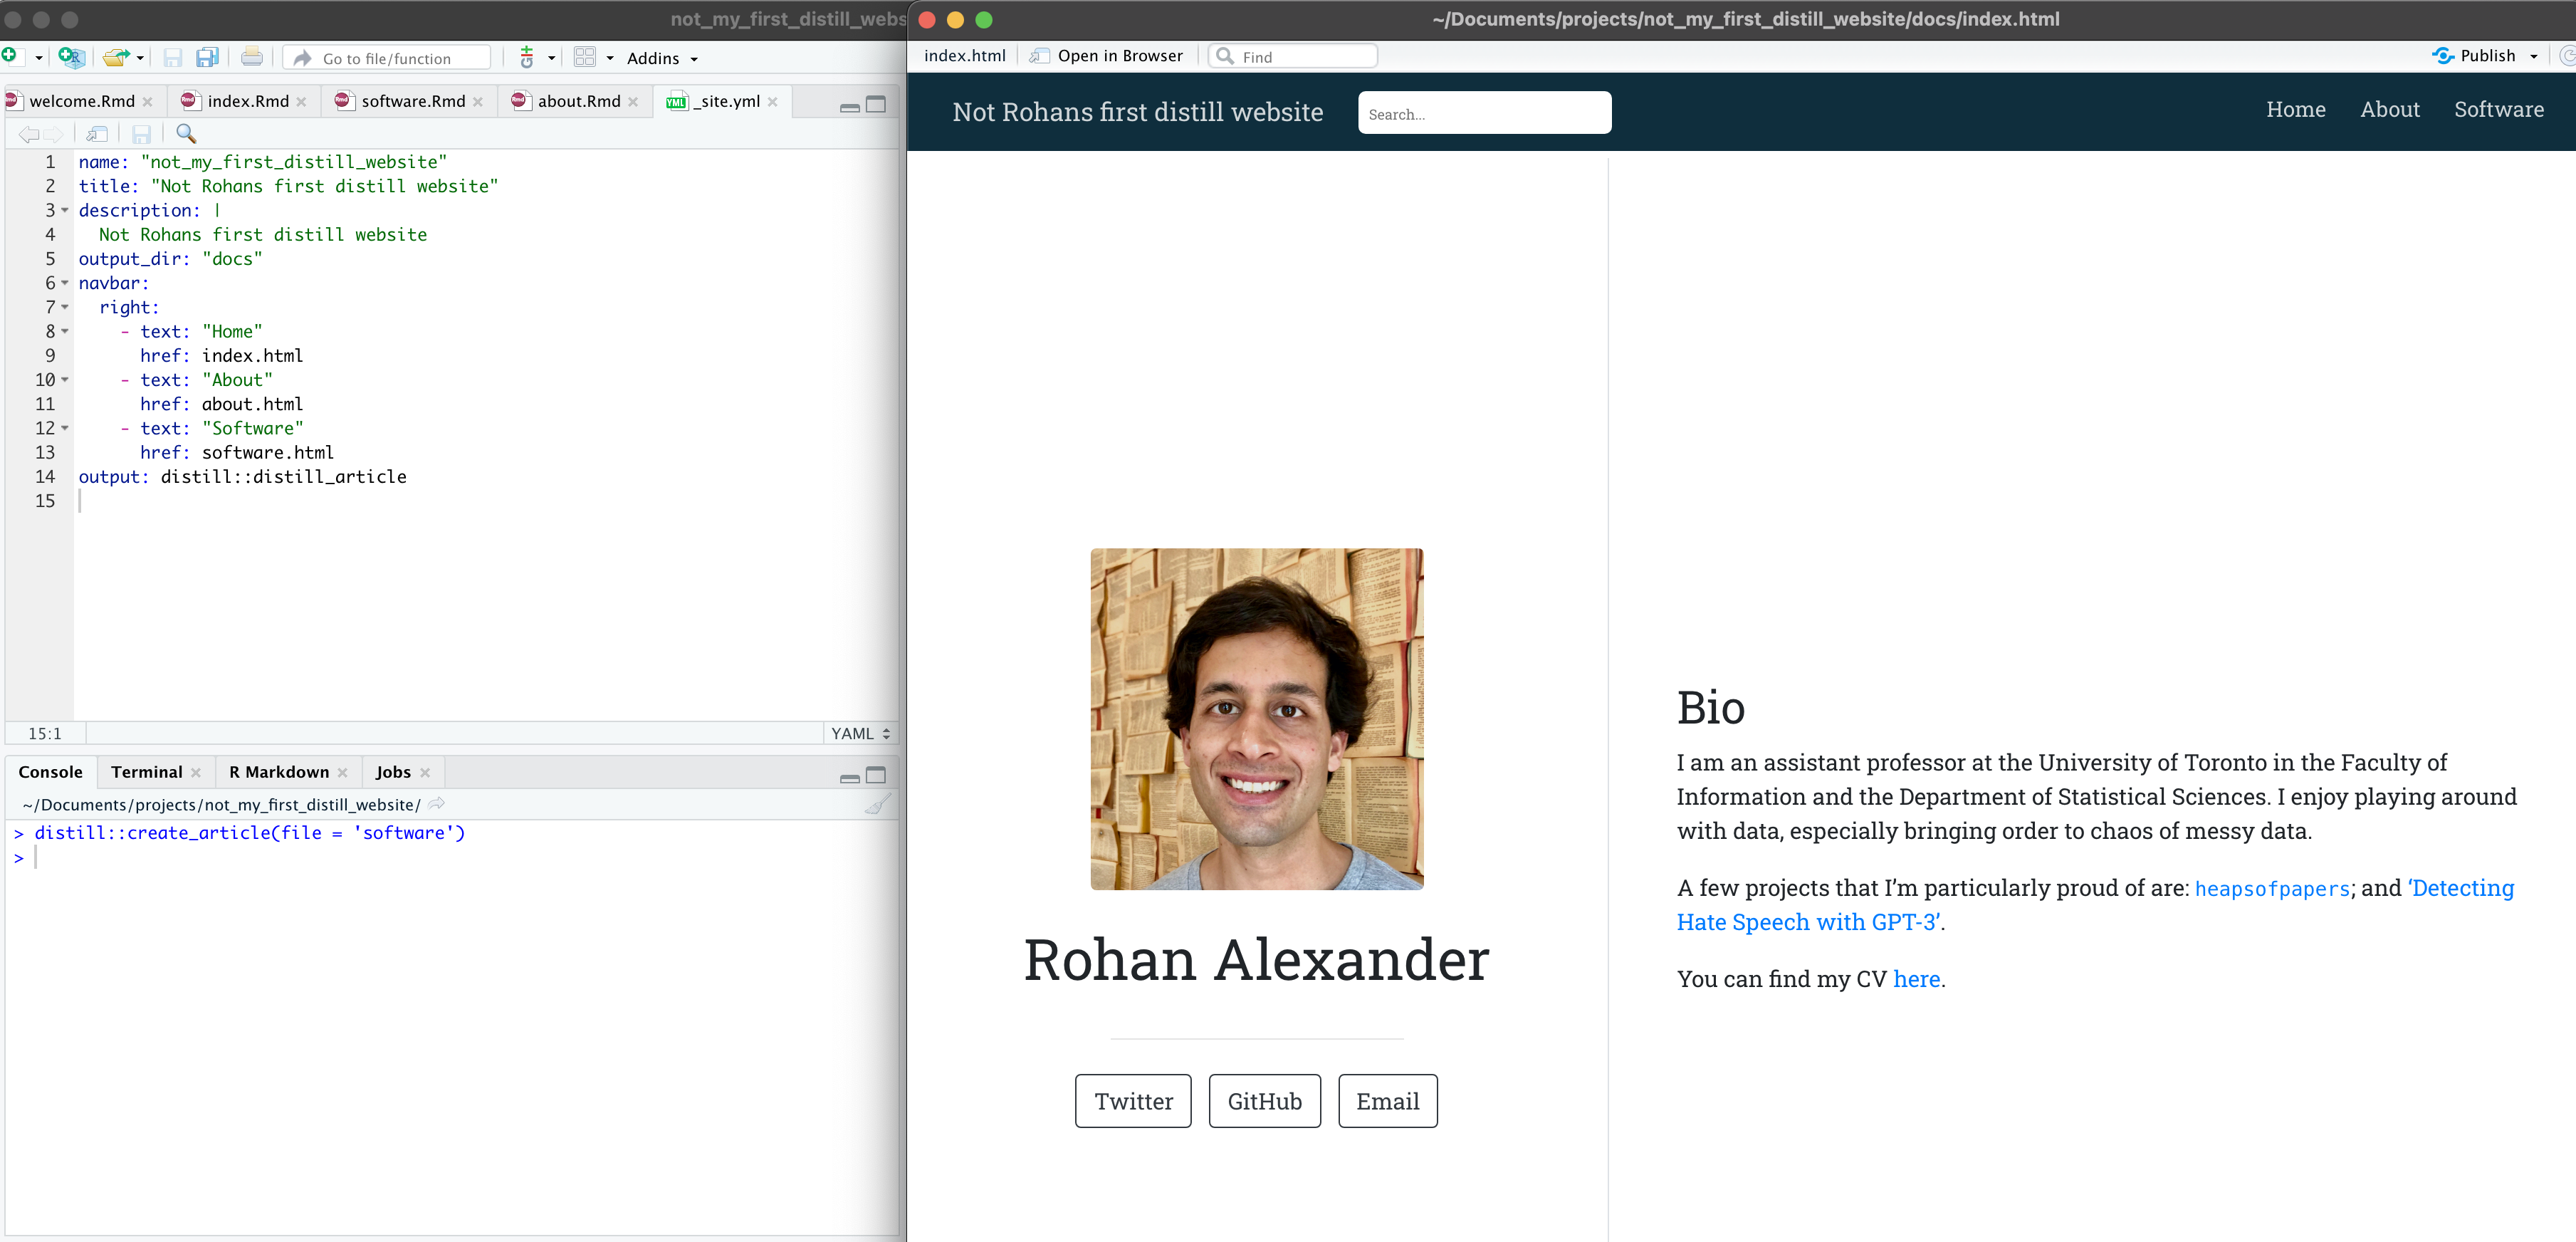 not_my_first_distill_webs
Go to file/function
Addins
welcome.Rmd
index.Rmd
software.Rmd
about.Rmd
_site.yml
1 name: "not_my_first_distill_website"
2 title: "Not Rohans first distill website"
3 description: |
4 Not Rohans first distill website
5 output_dir: "docs"
6 navbar:
7 right:
8 - text: "Home"
9 href: index.html
10 - text: "About"
11 href: about.html
12 - text: "Software"
13 href: software.html
14 output: distill::distill_article
15
15:1
YAML
Console
Terminal
R Markdown
Jobs
~/Documents/projects/not_my_first_distill_website/
> distill::create_article(file = 'software')
>
~/Documents/projects/not_my_first_distill_website/docs/index.html
index.html
Open in Browser
Find
Publish
Not Rohans first distill website
Search...
Home
About
Software
Rohan Alexander
Twitter
GitHub
Email
Bio
I am an assistant professor at the University of Toronto in the Faculty of
Information and the Department of Statistical Sciences. I enjoy playing around
with data, especially bringing order to chaos of messy data.
A few projects that I’m particularly proud of are: heapsofpapers; and ‘Detecting
Hate Speech with GPT-3’.
You can find my CV here.